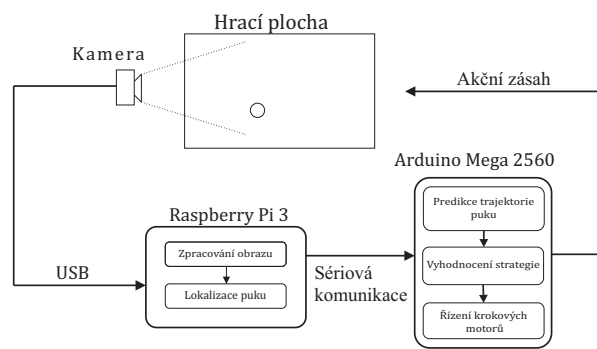 Hrací plocha
Kamera
Akční zásah
Arduino Mega 2560
Predikce trajektorie
puku
Raspberry Pi 3
Zpracování obrazu
Vyhodnocení strategie
USB
Sériová
komunikace
Lokalizace puku
Řízení krokových
motorů